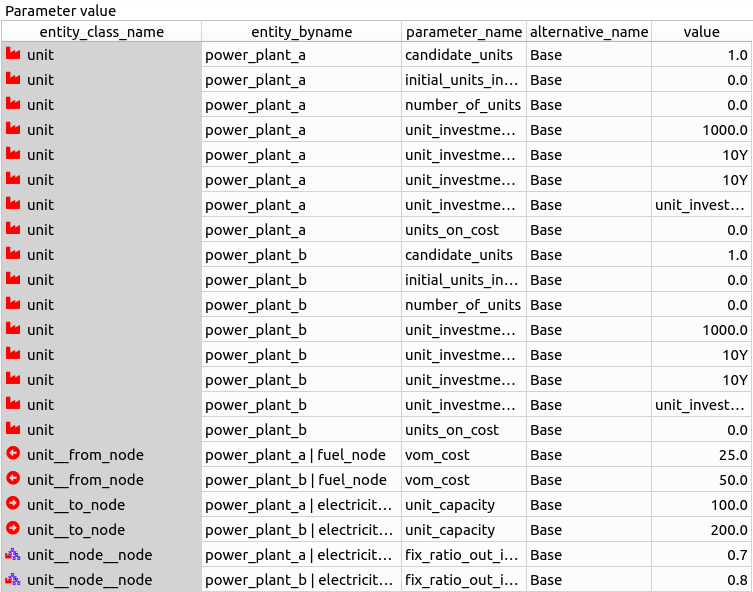 Parameter value
entity_class_name entity_byname parameter_name alternative_name value
unit power_plant_a candidate_units Base 1.0
unit power_plant_a initial_units_in... Base 0.0
unit power_plant_a number_of_units Base 0.0
unit power_plant_a unit_investme... Base 1000.0
unit power_plant_a unit_investme... Base 10Y
unit power_plant_a unit_investme... Base 10Y
unit power_plant_a unit_investme... Base unit_invest...
unit power_plant_a units_on_cost Base 0.0
unit power_plant_b candidate_units Base 1.0
unit power_plant_b initial_units_in... Base 0.0
unit power_plant_b number_of_units Base 0.0
unit power_plant_b unit_investme... Base 1000.0
unit power_plant_b unit_investme... Base 10Y
unit power_plant_b unit_investme... Base 10Y
unit power_plant_b unit_investme... Base unit_invest...
unit power_plant_b units_on_cost Base 0.0
unit__from_node power_plant_a | fuel_node vom_cost Base 25.0
unit__from_node power_plant_b | fuel_node vom_cost Base 50.0
unit__to_node power_plant_a | electricit... unit_capacity Base 100.0
unit__to_node power_plant_b | electricit... unit_capacity Base 200.0
unit__node__node power_plant_a | electricit... fix_ratio_out_i... Base 0.7
unit__node__node power_plant_b | electricit... fix_ratio_out_i... Base 0.8